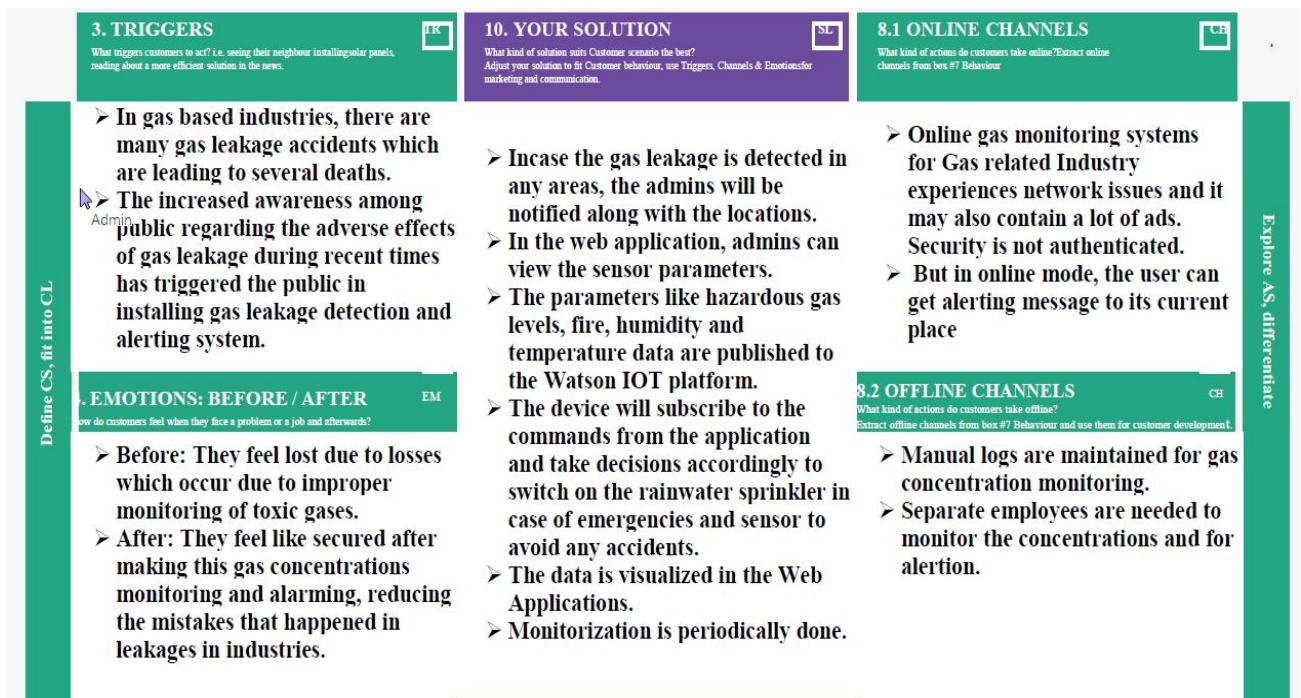 3. TRIGGERS
TR
What triggers customers to act? i.e. seeing their neighbour installingsolar panels,
reading about a more efficient solution in the news.
➢ In gas based industries, there are
many gas leakage accidents which
are leading to several deaths.
➢ The increased awareness among
public regarding the adverse effects
of gas leakage during recent times
has triggered the public in
installing gas leakage detection and
alerting system.
Admin
Define CS, fit into CL
. EMOTIONS: BEFORE / AFTER
EM
ow do customers feel when they face a problem or a job and afterwards?
➢ Before: They feel lost due to losses
which occur due to improper
monitoring of toxic gases.
➢ After: They feel like secured after
making this gas concentrations
monitoring and alarming, reducing
the mistakes that happened in
leakages in industries.
10. YOUR SOLUTION
SL
What kind of solution suits Customer scenario the best?
Adjust your solution to fit Customer behaviour, use Triggers, Channels & Emotionsfor
marketing and communication.
➢ Incase the gas leakage is detected in
any areas, the admins will be
notified along with the locations.
➢ In the web application, admins can
view the sensor parameters.
➢ The parameters like hazardous gas
levels, fire, humidity and
temperature data are published to
the Watson IOT platform.
➢ The device will subscribe to the
commands from the application
and take decisions accordingly to
switch on the rainwater sprinkler in
case of emergencies and sensor to
avoid any accidents.
➢ The data is visualized in the Web
Applications.
➢ Monitorization is periodically done.
8.1 ONLINE CHANNELS
CH
What kind of actions do customers take online?Extract online
channels from box #7 Behaviour
➢ Online gas monitoring systems
for Gas related Industry
experiences network issues and it
may also contain a lot of ads.
Security is not authenticated.
➢ But in online mode, the user can
get alerting message to its current
place
8.2 OFFLINE CHANNELS
CH
What kind of actions do customers take offline?
Extract offline channels from box #7 Behaviour and use them for customer development.
➢ Manual logs are maintained for gas
concentration monitoring.
➢ Separate employees are needed to
monitor the concentrations and for
alertion.
Explore AS, differentiate